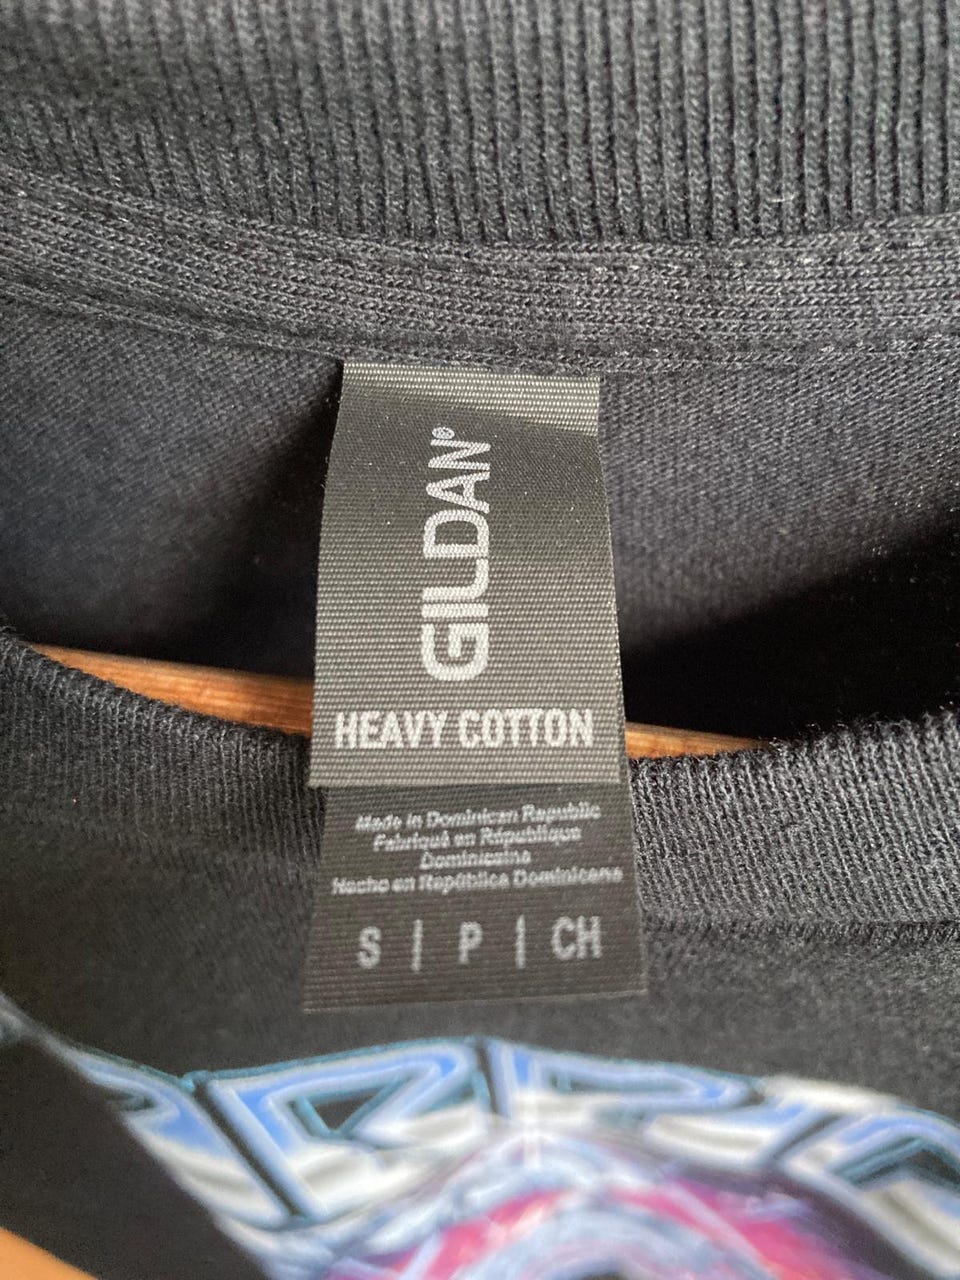 GILDAN®
HEAVY COTTON
Made in Dominican Republic
Fabriqué en République
Dominicaine
Hecho en República Dominicana
S | P | CH